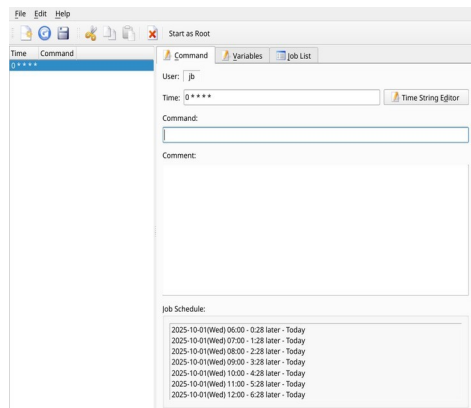 File Edit Help
Start as Root
Time Command
0 * * * *
Command Variables Job List
User: jb
Time: 0 * * * * Time String Editor
Command:
Comment:
Job Schedule:
2025-10-01(Wed) 06:00 - 0:28 later - Today
2025-10-01(Wed) 07:00 - 1:28 later - Today
2025-10-01(Wed) 08:00 - 2:28 later - Today
2025-10-01(Wed) 09:00 - 3:28 later - Today
2025-10-01(Wed) 10:00 - 4:28 later - Today
2025-10-01(Wed) 11:00 - 5:28 later - Today
2025-10-01(Wed) 12:00 - 6:28 later - Today